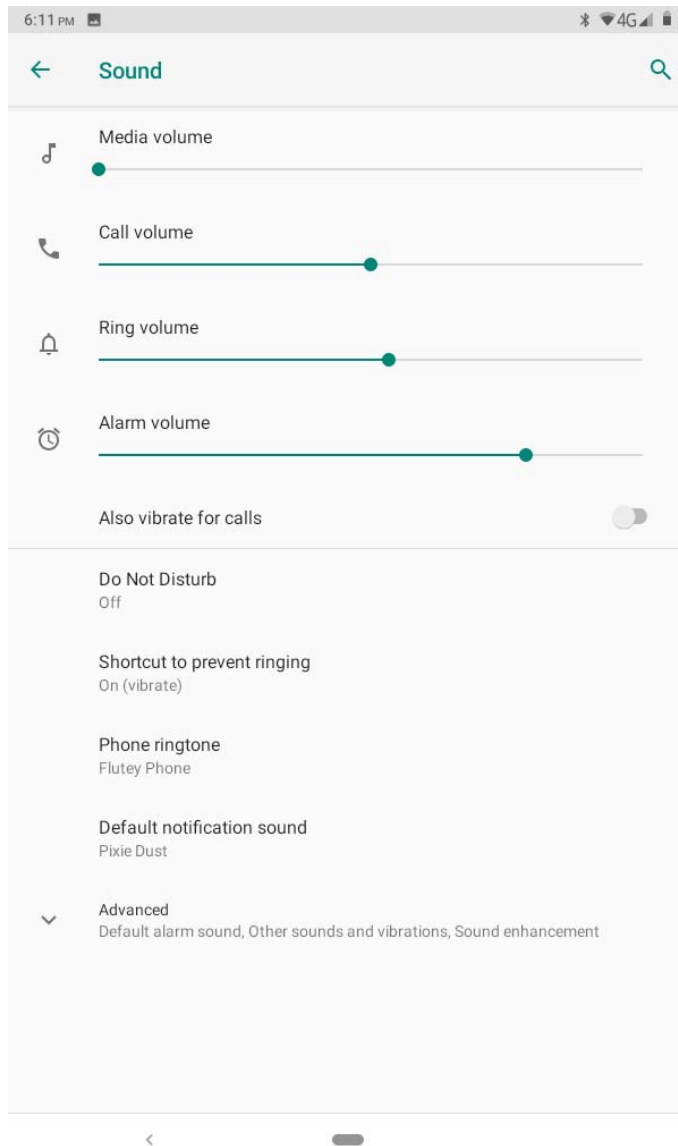 6:11 PM 4G
Sound
Media volume
Call volume
Ring volume
Alarm volume
Also vibrate for calls
Do Not Disturb
Off
Shortcut to prevent ringing
On (vibrate)
Phone ringtone
Flutey Phone
Default notification sound
Pixie Dust
Advanced
Default alarm sound, Other sounds and vibrations, Sound enhancement